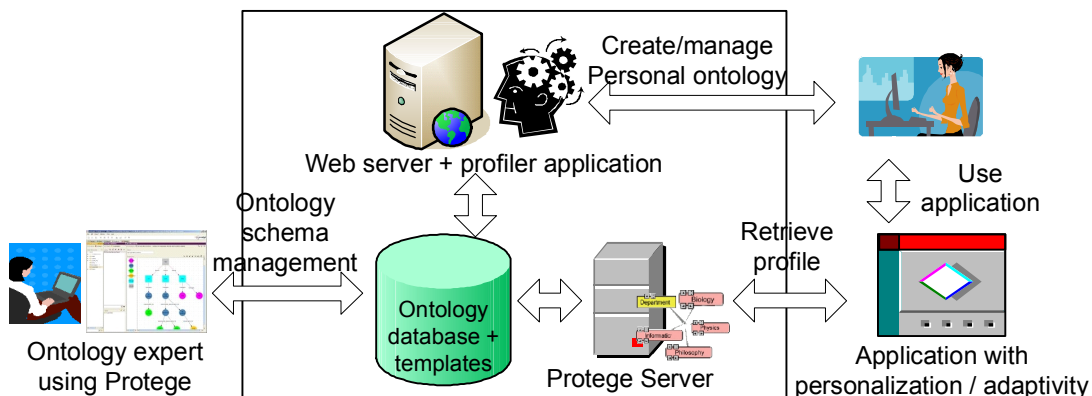 Create/manage
Personal ontology
Web server + profiler application
Use
application
Ontology
schema
management
Retrieve
profile
Ontology
database +
templates
Department
Biology
Physics
Informatic
Philosophy
Protege Server
Ontology expert
using Protege
Application with
personalization / adaptivity